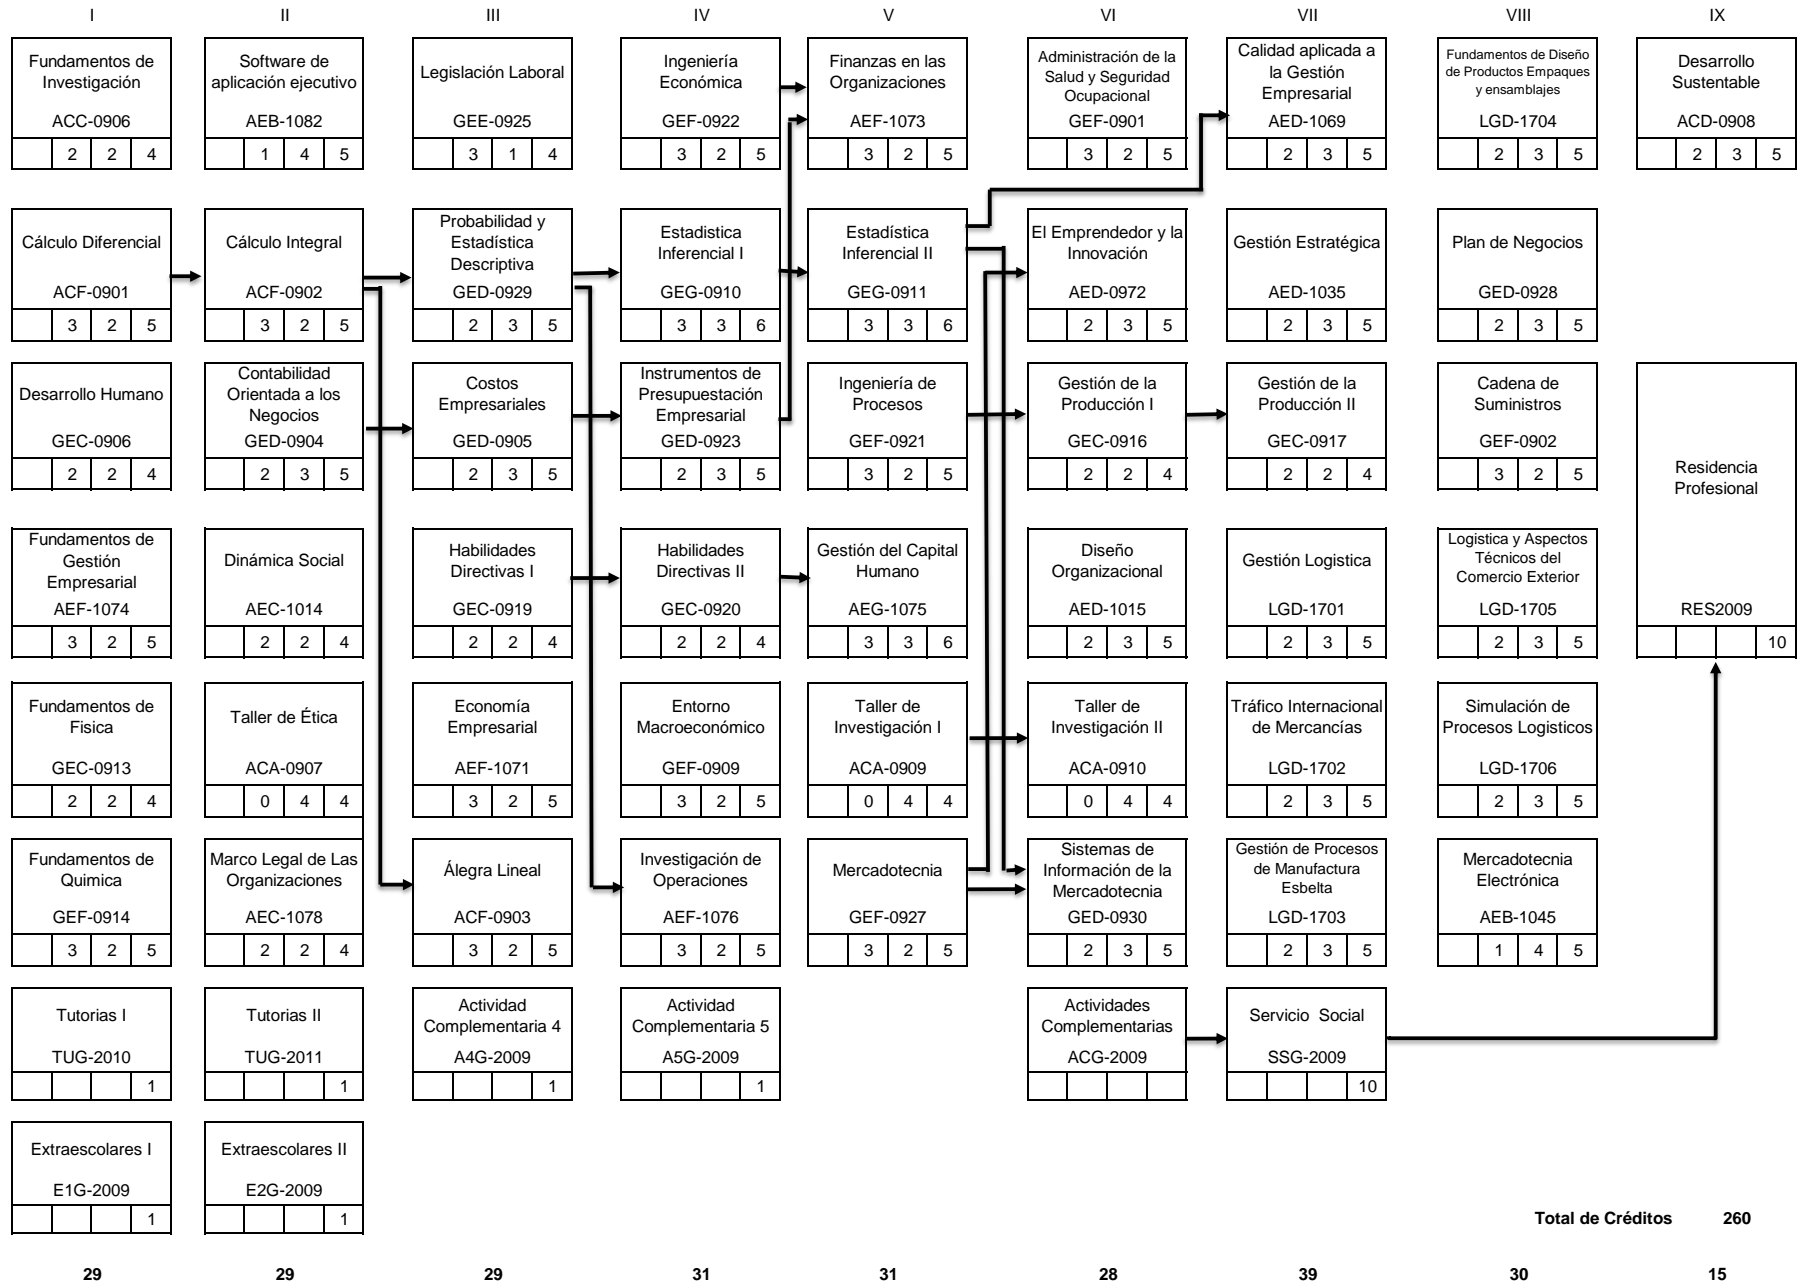 I II III IV V VI VII VIII IX
Fundamentos de
Investigación
ACC-0906
2 2 4
Software de
aplicación ejecutivo
AEB-1082
1 4 5
Legislación Laboral
GEE-0925
3 1 4
Ingeniería
Económica
GEF-0922
3 2 5
Finanzas en las
Organizaciones
AEF-1073
3 2 5
Administración de la
Salud y Seguridad
Ocupacional
GEF-0901
3 2 5
Calidad aplicada a
la Gestión
Empresarial
AED-1069
2 3 5
Fundamentos de Diseño
de Productos Empaques
y ensamblajes
LGD-1704
2 3 5
Desarrollo
Sustentable
ACD-0908
2 3 5
Cálculo Diferencial
ACF-0901
3 2 5
Cálculo Integral
ACF-0902
3 2 5
Probabilidad y
Estadística
Descriptiva
GED-0929
2 3 5
Estadistica
Inferencial I
GEG-0910
3 3 6
Estadística
Inferencial II
GEG-0911
3 3 6
El Emprendedor y la
Innovación
AED-0972
2 3 5
Gestión Estratégica
AED-1035
2 3 5
Plan de Negocios
GED-0928
2 3 5
Desarrollo Humano
GEC-0906
2 2 4
Contabilidad
Orientada a los
Negocios
GED-0904
2 3 5
Costos
Empresariales
GED-0905
2 3 5
Instrumentos de
Presupuestación
Empresarial
GED-0923
2 3 5
Ingeniería de
Procesos
GEF-0921
3 2 5
Gestión de la
Producción I
GEC-0916
2 2 4
Gestión de la
Producción II
GEC-0917
2 2 4
Cadena de
Suministros
GEF-0902
3 2 5
Residencia
Profesional
RES2009
10
Fundamentos de
Gestión
Empresarial
AEF-1074
3 2 5
Dinámica Social
AEC-1014
2 2 4
Habilidades
Directivas I
GEC-0919
2 2 4
Habilidades
Directivas II
GEC-0920
2 2 4
Gestión del Capital
Humano
AEG-1075
3 3 6
Diseño
Organizacional
AED-1015
2 3 5
Gestión Logistica
LGD-1701
2 3 5
Logistica y Aspectos
Técnicos del
Comercio Exterior
LGD-1705
2 3 5
Fundamentos de
Fisica
GEC-0913
2 2 4
Taller de Ética
ACA-0907
0 4 4
Economía
Empresarial
AEF-1071
3 2 5
Entorno
Macroeconómico
GEF-0909
3 2 5
Taller de
Investigación I
ACA-0909
0 4 4
Taller de
Investigación II
ACA-0910
0 4 4
Tráfico Internacional
de Mercancías
LGD-1702
2 3 5
Simulación de
Procesos Logisticos
LGD-1706
2 3 5
Fundamentos de
Quimica
GEF-0914
3 2 5
Marco Legal de Las
Organizaciones
AEC-1078
2 2 4
Álegra Lineal
ACF-0903
3 2 5
Investigación de
Operaciones
AEF-1076
3 2 5
Mercadotecnia
GEF-0927
3 2 5
Sistemas de
Información de la
Mercadotecnia
GED-0930
2 3 5
Gestión de Procesos
de Manufactura
Esbelta
LGD-1703
2 3 5
Mercadotecnia
Electrónica
AEB-1045
1 4 5
Tutorias I
TUG-2010
1
Tutorias II
TUG-2011
1
Actividad
Complementaria 4
A4G-2009
1
Actividad
Complementaria 5
A5G-2009
1
Actividades
Complementarias
ACG-2009
Servicio Social
SSG-2009
10
Extraescolares I
E1G-2009
1
Extraescolares II
E2G-2009
1
Total de Créditos 260
29 29 29 31 31 28 39 30 15